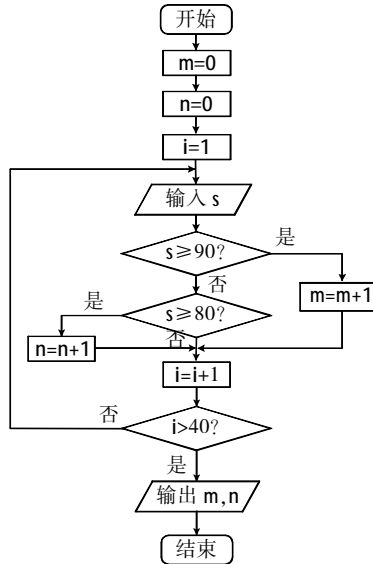 开始
m=0
n=0
i=1
输入 s
s≥90?
是
否
m=m+1
是
s≥80?
n=n+1
否
i=i+1
否
i>40?
是
输出 m,n
结束